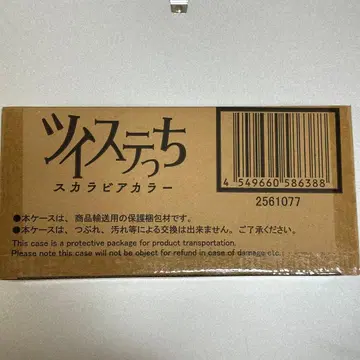 ツイステっち
スカラビアカラー
4 549660 586388
2561077
●本ケースは、商品輸送用の保護梱包材です。
●本ケースは、つぶれ、汚れ等による交換は出来ません。ご了承ください。
This case is a protective package for product transportation.
Please note this case will not be object for refund in ease of damage etc.